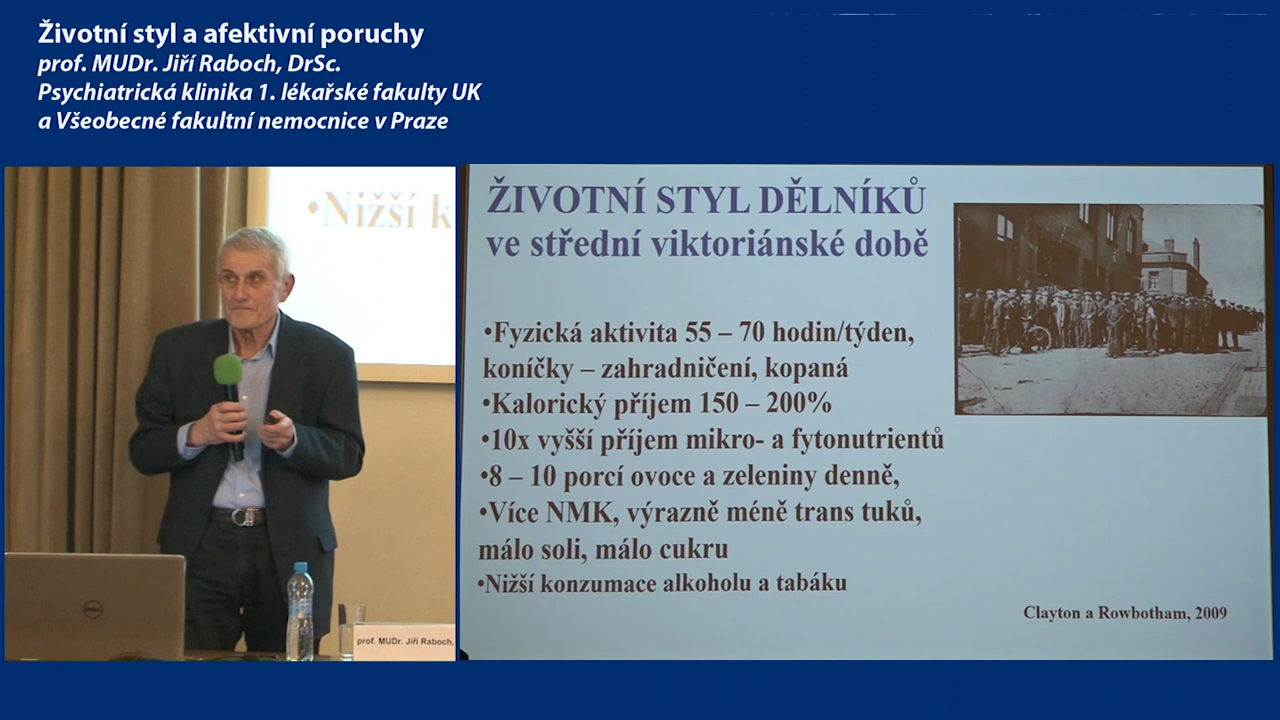 Životní styl a afektivní poruchy
prof. MUDr. Jiří Raboch, DrSc.
Psychiatrická klinika 1. lékařské fakulty UK
a Všeobecné fakultní nemocnice v Praze
•Nižší k
DELL
prof. MUDr. Jiří Raboch,
ŽIVOTNÍ STYL DĚLNÍKŮ
ve střední viktoriánské době
•Fyzická aktivita 55 – 70 hodin/týden,
koníčky – zahradničení, kopaná
•Kalorický příjem 150 – 200%
•10x vyšší příjem mikro- a fytonutrientů
•8 – 10 porcí ovoce a zeleniny denně,
•Více NMK, výrazně méně trans tuků,
málo soli, málo cukru
•Nižší konzumace alkoholu a tabáku
Clayton a Rowbotham, 2009